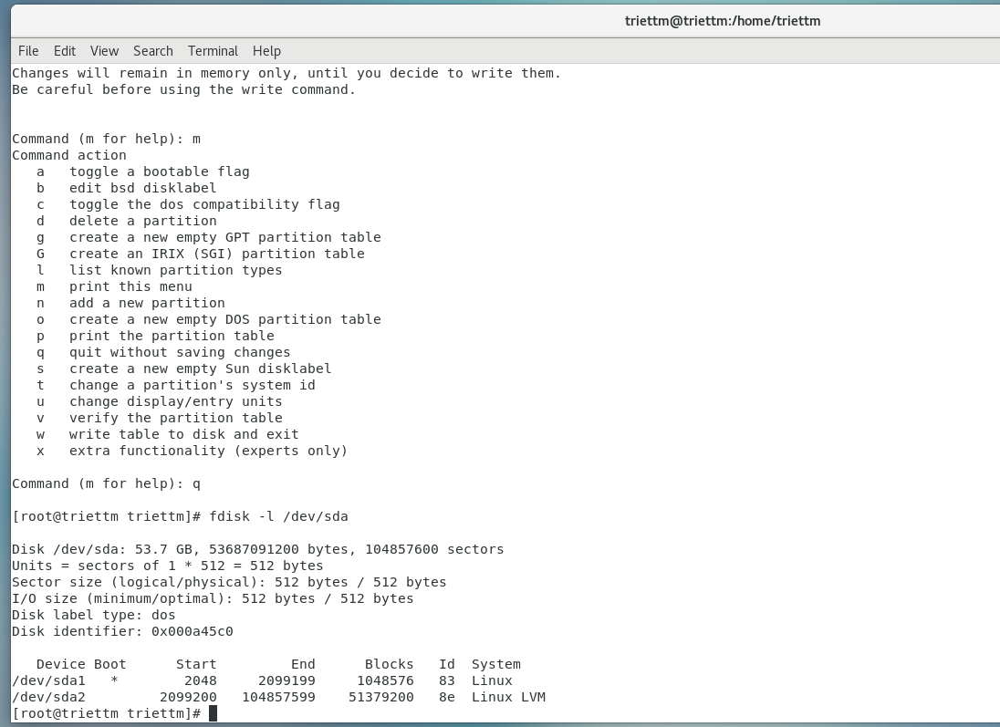 triettm@triettm:/home/triettm
File Edit View Search Terminal Help
Changes will remain in memory only, until you decide to write them.
Be careful before using the write command.
Command (m for help): m
Command action
a   toggle a bootable flag
b   edit bsd disklabel
c   toggle the dos compatibility flag
d   delete a partition
g   create a new empty GPT partition table
G   create an IRIX (SGI) partition table
l   list known partition types
m   print this menu
n   add a new partition
o   create a new empty DOS partition table
p   print the partition table
q   quit without saving changes
s   create a new empty Sun disklabel
t   change a partition's system id
u   change display/entry units
v   verify the partition table
w   write table to disk and exit
x   extra functionality (experts only)
Command (m for help): q
[root@triettm triettm]# fdisk -l /dev/sda
Disk /dev/sda: 53.7 GB, 53687091200 bytes, 104857600 sectors
Units = sectors of 1 * 512 = 512 bytes
Sector size (logical/physical): 512 bytes / 512 bytes
I/O size (minimum/optimal): 512 bytes / 512 bytes
Disk label type: dos
Disk identifier: 0x000a45c0
Device Boot      Start         End      Blocks   Id  System
/dev/sda1   *        2048     2099199     1048576   83  Linux
/dev/sda2         2099200   104857599    51379200   8e  Linux LVM
[root@triettm triettm]#